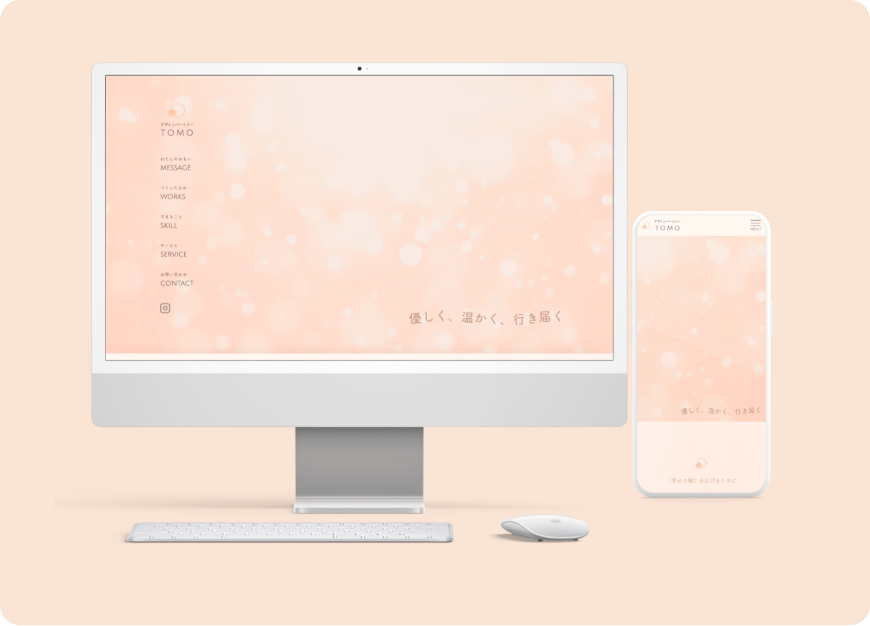 デザインパートナー
TOMO
わたしのおもい
MESSAGE
つくったもの
WORKS
できること
SKILL
サービス
SERVICE
お問い合わせ
CONTACT
優しく、温かく、行き届く
デザインパートナー
TOMO
MENU
優しく、温かく、行き届く
「幸せの種」を広げるために